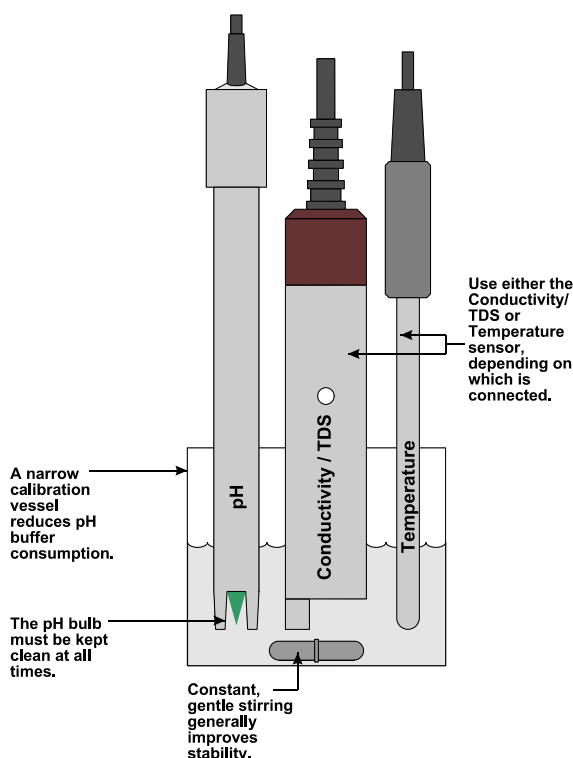 Use either the
Conductivity/
TDS or
Temperature
sensor,
depending on
which is
connected.
pH
Conductivity / TDS
Temperature
A narrow
calibration
vessel
reduces pH
buffer
consumption.
The pH bulb
must be kept
clean at all
times.
Constant,
gentle stirring
generally
improves
stability.